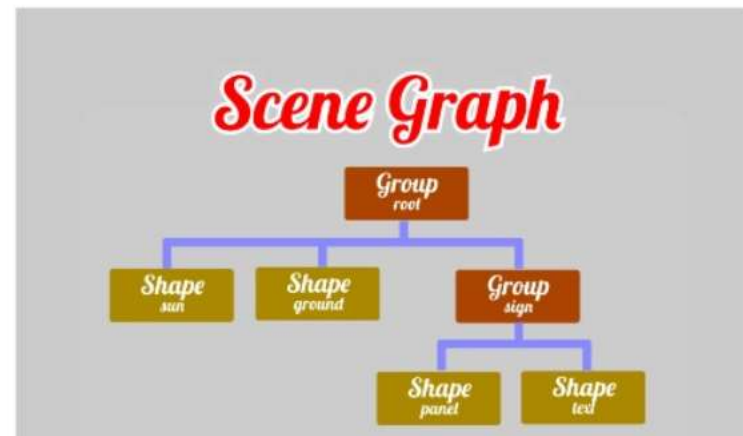 Scene Graph
Group
root
Shape
sun
Shape
ground
Group
sign
Shape
panel
Shape
text